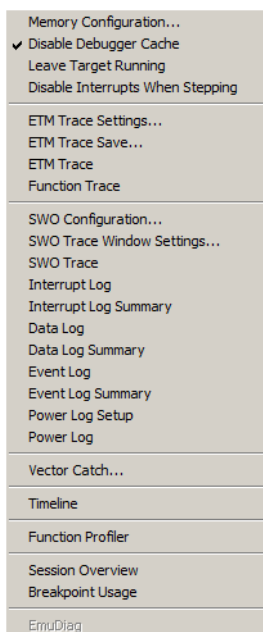 Memory Configuration...
Disable Debugger Cache
Leave Target Running
Disable Interrupts When Stepping
ETM Trace Settings...
ETM Trace Save...
ETM Trace
Function Trace
SWO Configuration...
SWO Trace Window Settings...
SWO Trace
Interrupt Log
Interrupt Log Summary
Data Log
Data Log Summary
Event Log
Event Log Summary
Power Log Setup
Power Log
Vector Catch...
Timeline
Function Profiler
Session Overview
Breakpoint Usage
EmuDiag